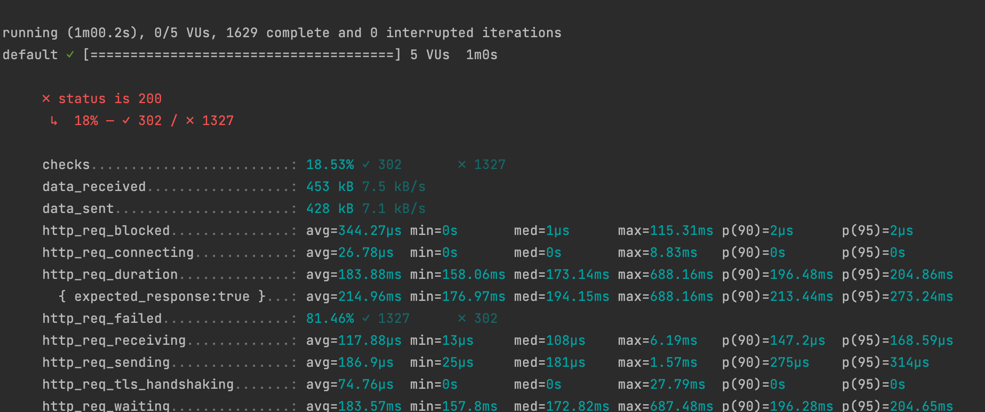 running (1m00.2s), 0/5 VUs, 1629 complete and 0 interrupted iterations
default ✓ [======================================] 5 VUs  1m0s
✗ status is 200
↳  18% — ✓ 302 / ✗ 1327
checks.........................: 18.53% ✓ 302       ✗ 1327
data_received..................: 453 kB 7.5 kB/s
data_sent......................: 428 kB 7.1 kB/s
http_req_blocked...............: avg=344.27µs min=0s       med=1µs      max=115.31ms p(90)=2µs      p(95)=2µs
http_req_connecting............: avg=26.78µs  min=0s       med=0s       max=8.83ms   p(90)=0s       p(95)=0s
http_req_duration..............: avg=183.88ms min=158.06ms med=173.14ms max=688.16ms p(90)=196.48ms p(95)=204.86ms
{ expected_response:true }...: avg=214.96ms min=176.97ms med=194.15ms max=688.16ms p(90)=213.44ms p(95)=273.24ms
http_req_failed................: 81.46% ✓ 1327      ✗ 302
http_req_receiving.............: avg=117.88µs min=13µs     med=108µs    max=6.19ms   p(90)=147.2µs  p(95)=168.59µs
http_req_sending...............: avg=186.9µs  min=25µs     med=181µs    max=1.57ms   p(90)=275µs    p(95)=314µs
http_req_tls_handshaking.......: avg=74.76µs  min=0s       med=0s       max=27.79ms  p(90)=0s       p(95)=0s
http_req_waiting...............: avg=183.57ms min=157.8ms  med=172.82ms max=687.48ms p(90)=196.28ms p(95)=204.65ms